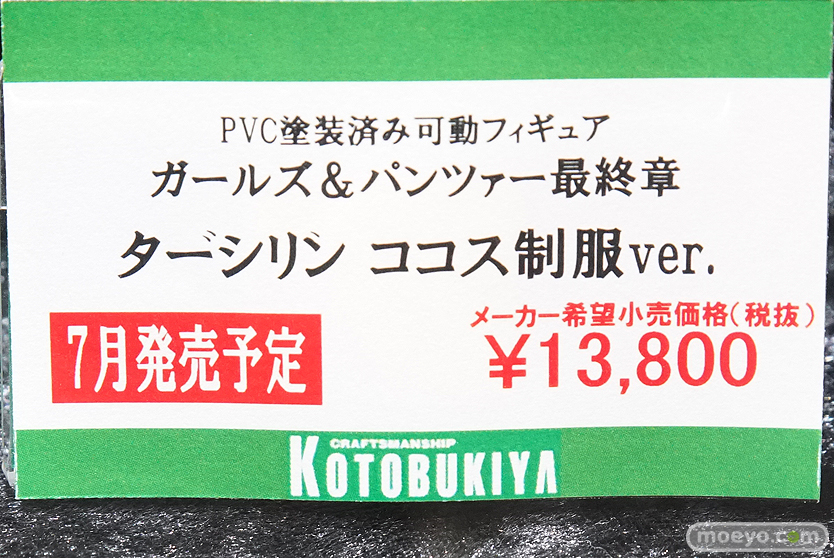 PVC塗装済み可動フィギュア
ガールズ&パンツァー最終章
ターシリン ココス制服ver.
7月発売予定
メーカー希望小売価格(税抜)
¥13,800
CRAFTSMANSHIP
KOTOBUKIYA
moeyo.com